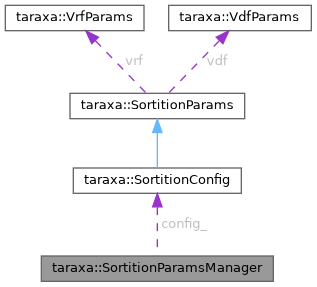 taraxa::VrfParams
taraxa::VdfParams
vrf
vdf
taraxa::SortitionParams
taraxa::SortitionConfig
config_
taraxa::SortitionParamsManager